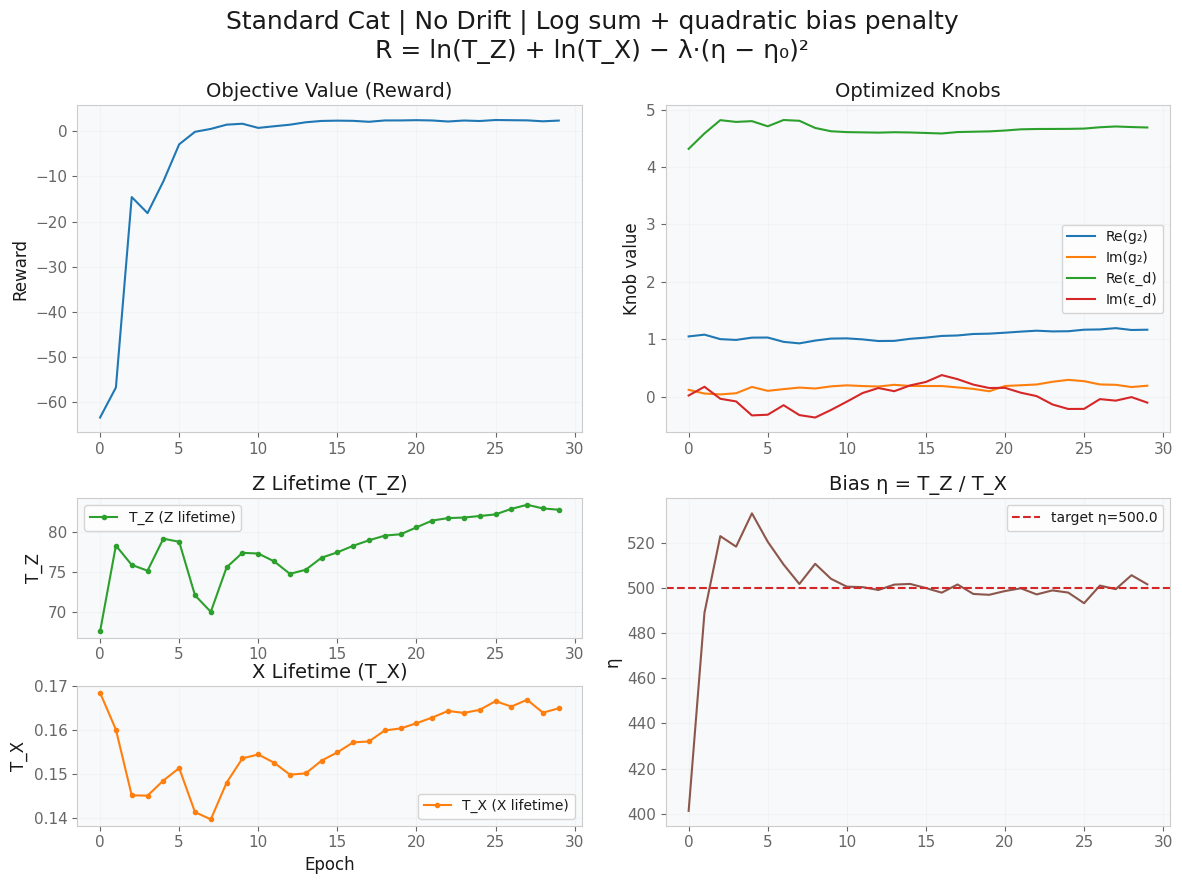 Standard Cat | No Drift | Log sum + quadratic bias penalty
R = ln(T_Z) + ln(T_X) − λ·(η − η₀)²
Objective Value (Reward)
Reward
0
−10
−20
−30
−40
−50
−60
0 5 10 15 20 25 30
Optimized Knobs
Knob value
5
4
3
2
1
0
Re(g₂)
Im(g₂)
Re(ε_d)
Im(ε_d)
0 5 10 15 20 25 30
Z Lifetime (T_Z)
T_Z
80
75
70
T_Z (Z lifetime)
0 5 10 15 20 25 30
X Lifetime (T_X)
T_X
0.17
0.16
0.15
0.14
T_X (X lifetime)
0 5 10 15 20 25 30
Epoch
Bias η = T_Z / T_X
η
520
500
480
460
440
420
400
target η=500.0
0 5 10 15 20 25 30